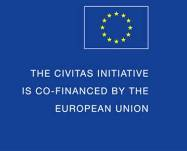 THE CIVITAS INITIATIVE
IS CO-FINANCED BY THE
EUROPEAN UNION